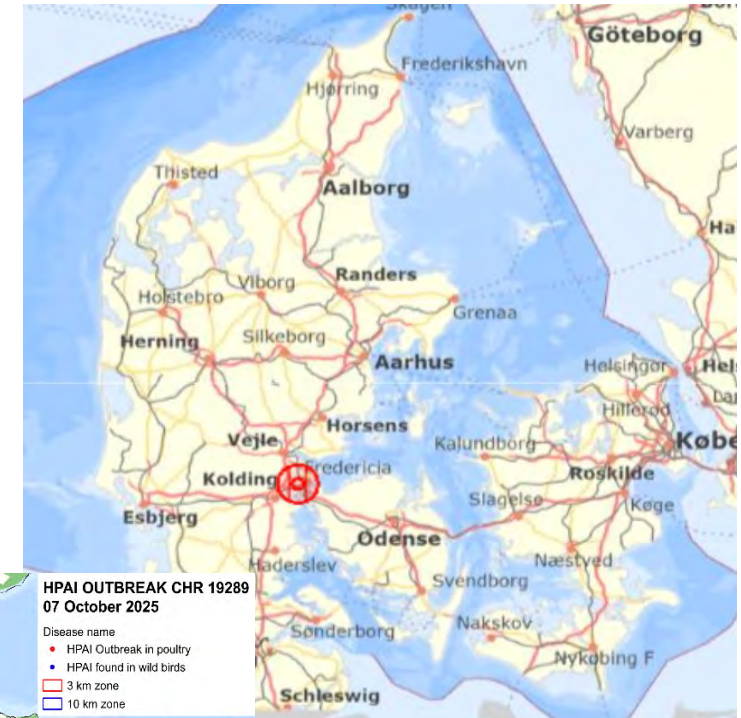 Skagen
Göteborg
Frederikshavn
Hjørring
Varberg
Thisted
Aalborg
Ha
Viborg
Randers
Holstebro
Grenaa
Silkeborg
Herning
Aarhus
Helsingør
Hels
Hillerød
Horsens
Vejle
Kalundborg
Købe
Fredericia
Kolding
Roskilde
Slagelse
Køge
Esbjerg
Odense
Næstved
Haderslev
Svendborg
Nakskov
Sønderborg
Nykøbing F
Schleswig
HPAI OUTBREAK CHR 19289
07 October 2025
Disease name
HPAI Outbreak in poultry
HPAI found in wild birds
3 km zone
10 km zone